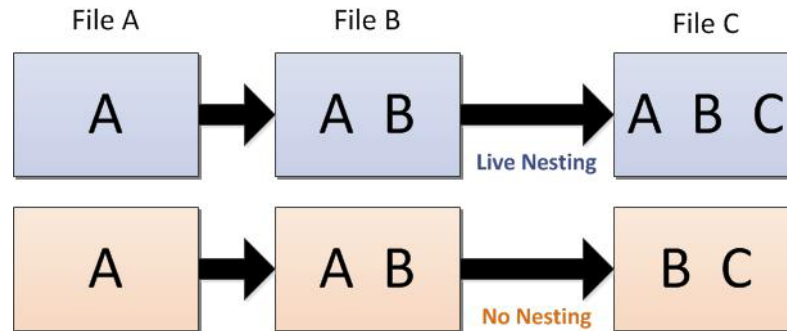 File A File B File C
A A B A B C
Live Nesting
A A B B C
No Nesting